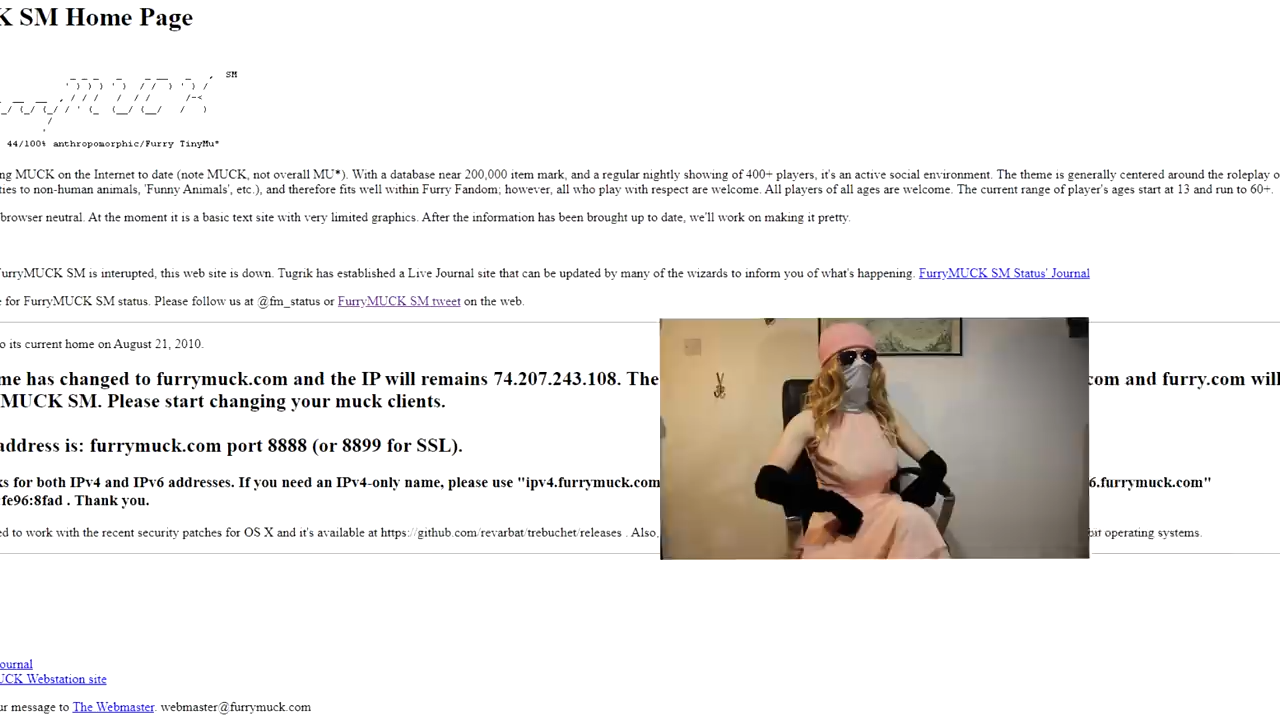 K SM Home Page
SM
44/100% anthropomorphic/Furry TinyMu*
ng MUCK on the Internet to date (note MUCK, not overall MU*). With a database near 200,000 item mark, and a regular nightly showing of 400+ players, it's an active social environment. The theme is generally centered around the roleplay o
ties to non-human animals, 'Funny Animals', etc.), and therefore fits well within Furry Fandom; however, all who play with respect are welcome. All players of all ages are welcome. The current range of player's ages start at 13 and run to 60+.
browser neutral. At the moment it is a basic text site with very limited graphics. After the information has been brought up to date, we'll work on making it pretty.
urryMUCK SM is interupted, this web site is down. Tugrik has established a Live Journal site that can be updated by many of the wizards to inform you of what's happening. FurryMUCK SM Status' Journal
e for FurryMUCK SM status. Please follow us at @fm_status or FurryMUCK SM tweet on the web.
o its current home on August 21, 2010.
me has changed to furrymuck.com and the IP will remains 74.207.243.108. The com and furry.com will
MUCK SM. Please start changing your muck clients.
address is: furrymuck.com port 8888 (or 8899 for SSL).
ks for both IPv4 and IPv6 addresses. If you need an IPv4-only name, please use "ipv4.furrymuck.com 6.furrymuck.com"
fe96:8fad . Thank you.
ed to work with the recent security patches for OS X and it's available at https://github.com/revarbat/trebuchet/releases . Also, bit operating systems.
ournal
UCK Webstation site
ur message to The Webmaster. webmaster@furrymuck.com